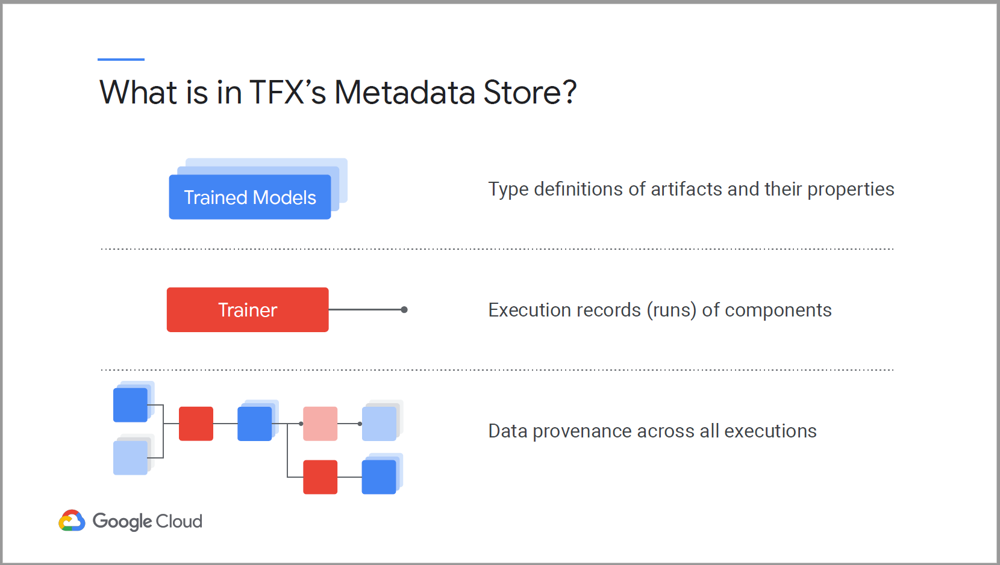 What is in TFX’s Metadata Store?
Trained Models
Type definitions of artifacts and their properties
Trainer
Execution records (runs) of components
Data provenance across all executions
Google Cloud